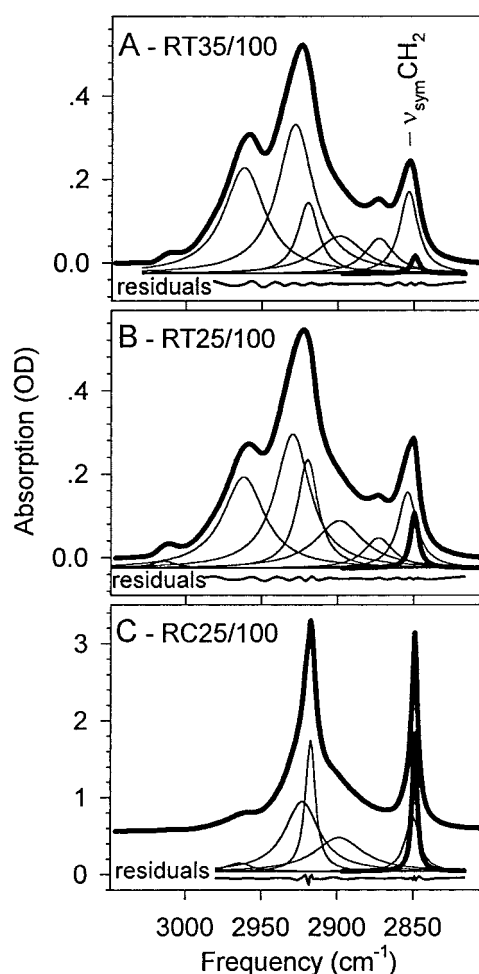 A - RT35/100
– ν_sym CH₂
.4
.2
0.0
residuals
B - RT25/100
.4
.2
0.0
residuals
Absorption (OD)
C - RC25/100
3
2
1
0
residuals
3000 2950 2900 2850
Frequency (cm⁻¹)